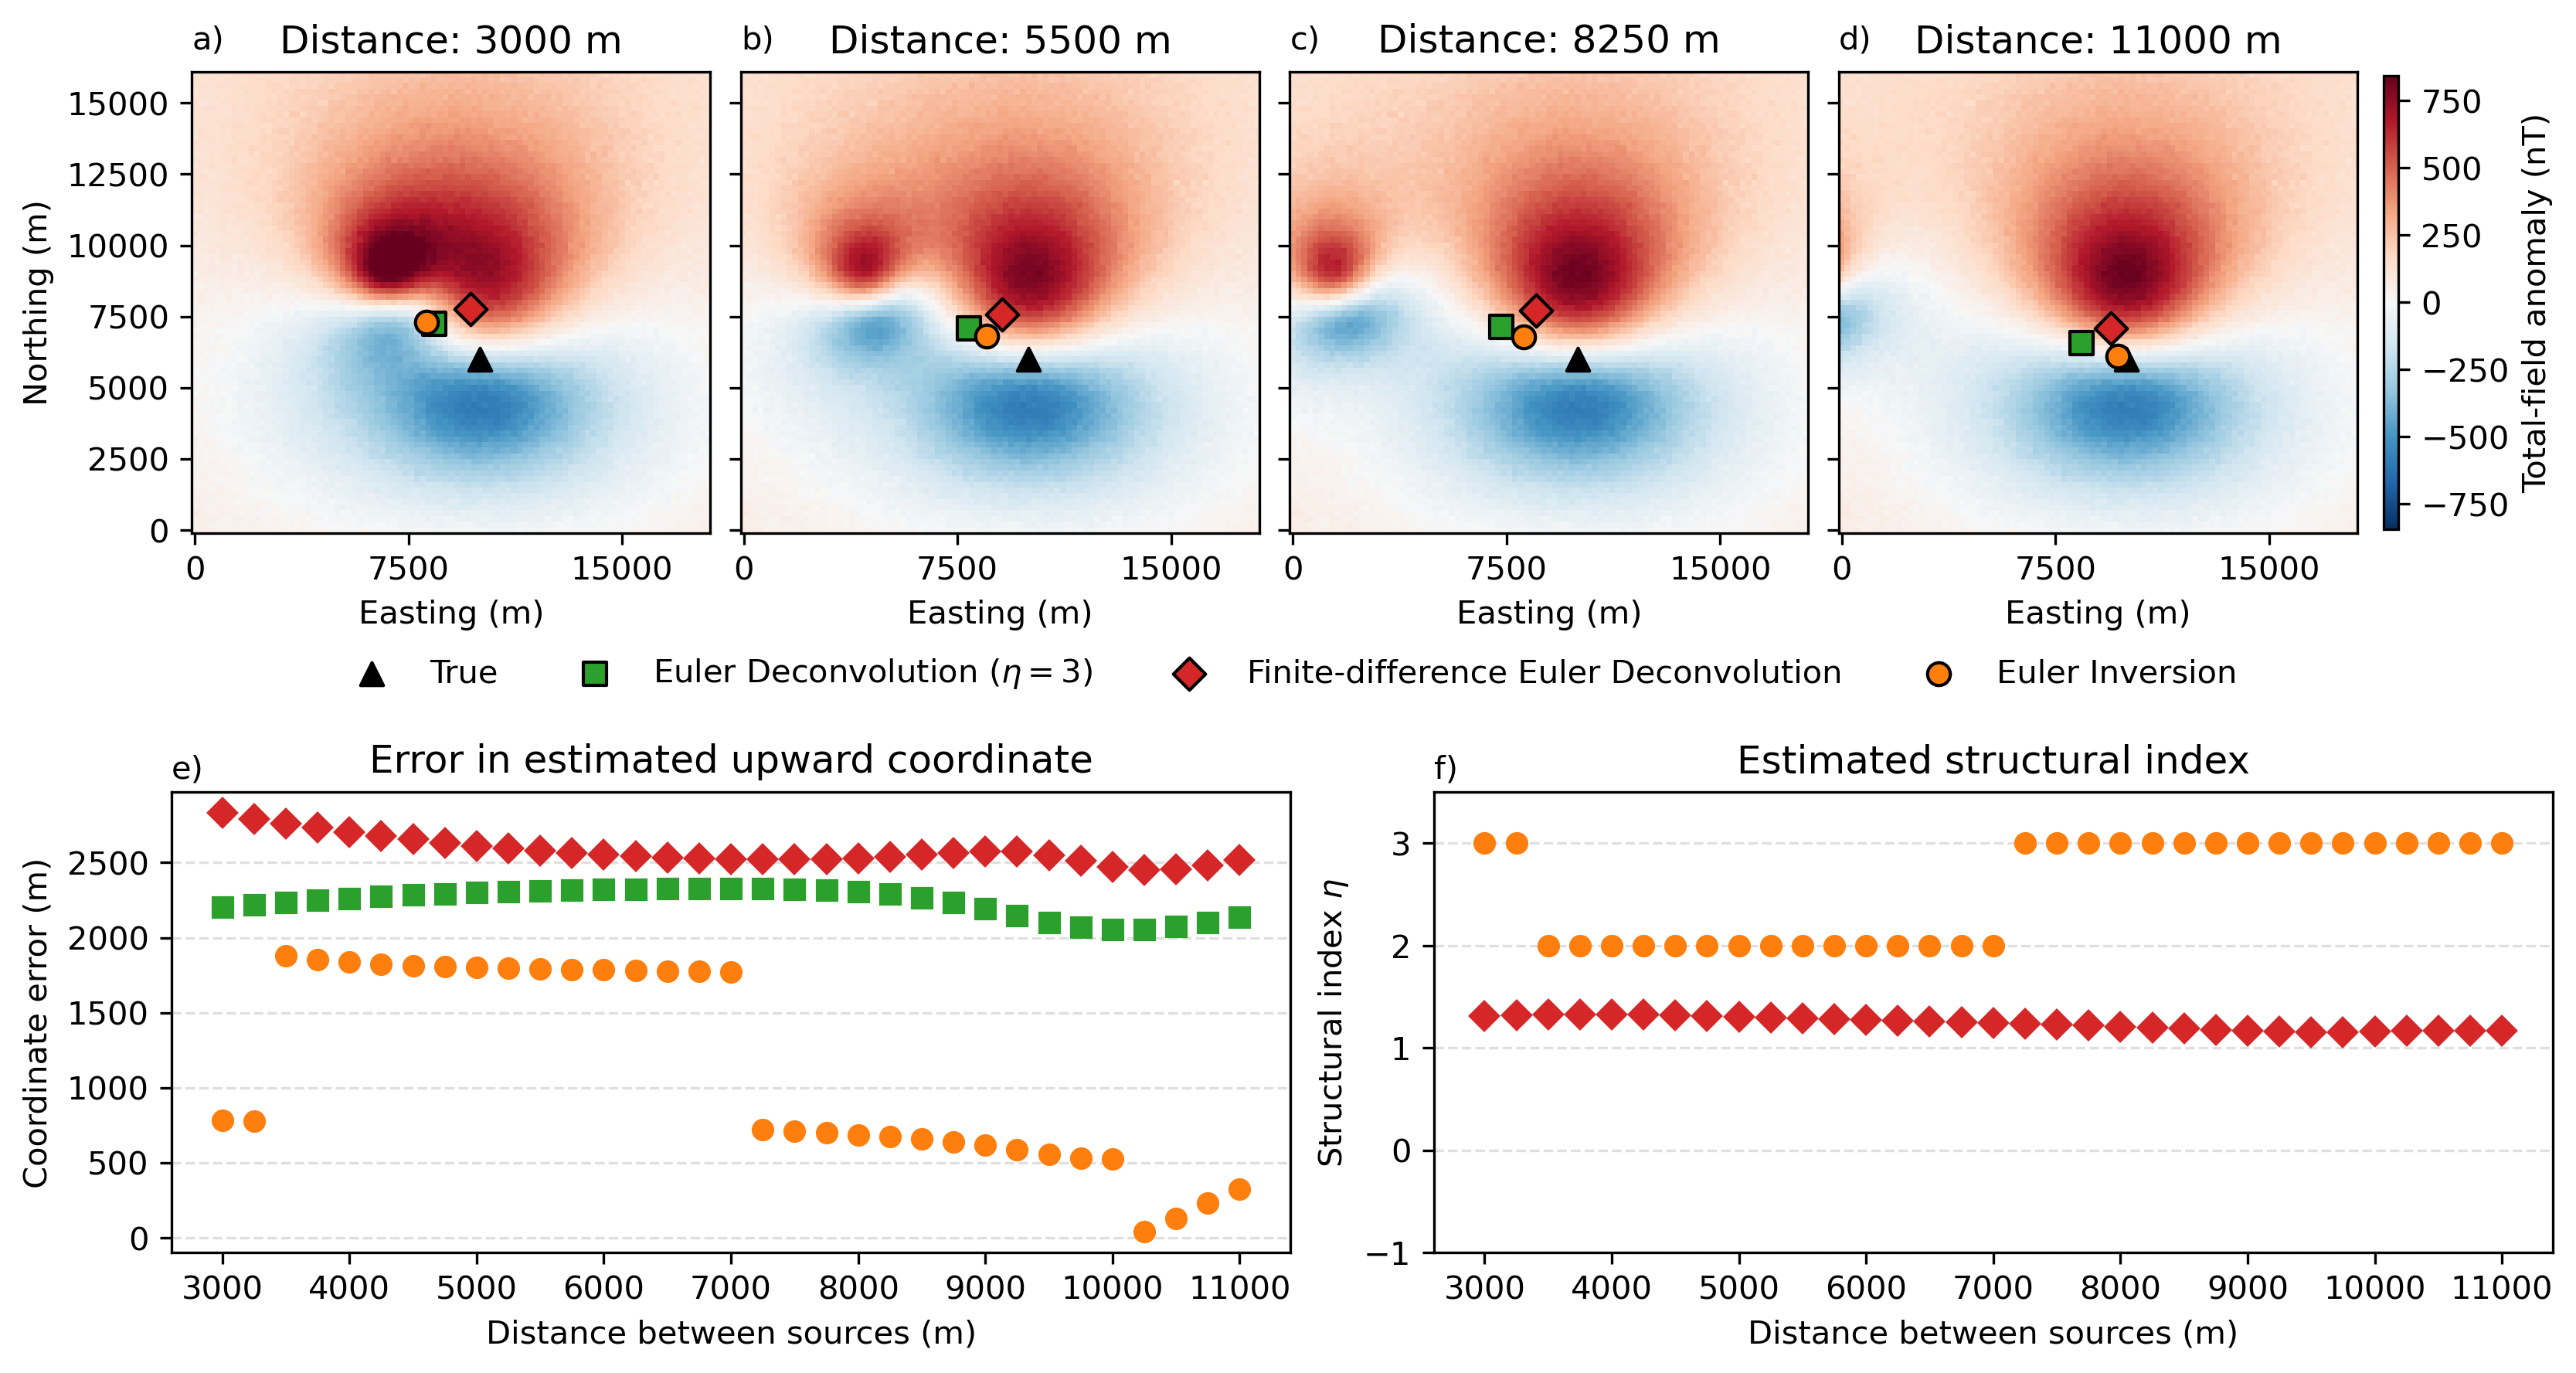 a) Distance: 3000 m
b) Distance: 5500 m
c) Distance: 8250 m
d) Distance: 11000 m
15000
12500
10000
7500
5000
2500
0
Northing (m)
0 7500 15000
Easting (m)
0 7500 15000
Easting (m)
0 7500 15000
Easting (m)
0 7500 15000
Easting (m)
750
500
250
0
−250
−500
−750
Total-field anomaly (nT)
True
Euler Deconvolution (η = 3)
Finite-difference Euler Deconvolution
Euler Inversion
e) Error in estimated upward coordinate
2500
2000
1500
1000
500
0
Coordinate error (m)
3000 4000 5000 6000 7000 8000 9000 10000 11000
Distance between sources (m)
f) Estimated structural index
3
2
1
0
−1
Structural index η
3000 4000 5000 6000 7000 8000 9000 10000 11000
Distance between sources (m)